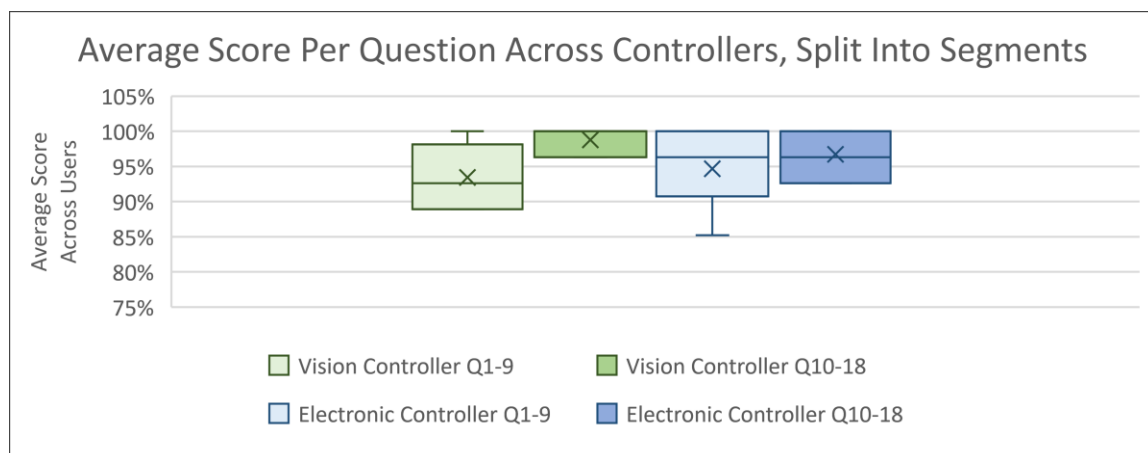 Average Score Per Question Across Controllers, Split Into Segments
Average Score
Across Users
105%
100%
95%
90%
85%
80%
75%
Vision Controller Q1-9
Vision Controller Q10-18
Electronic Controller Q1-9
Electronic Controller Q10-18